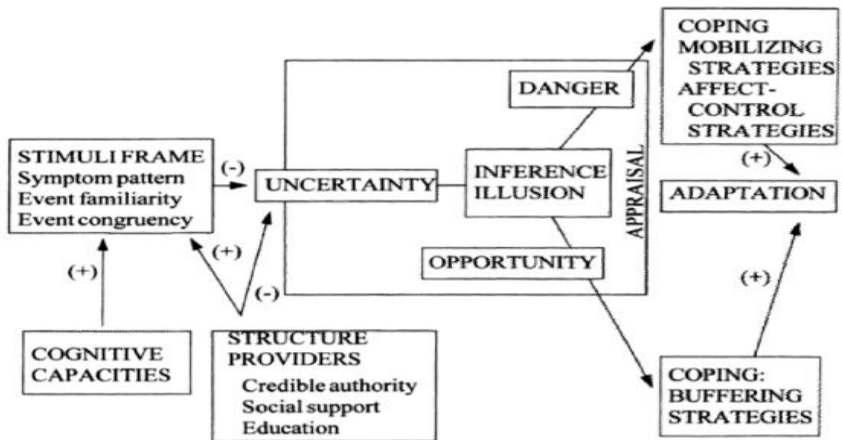 STIMULI FRAME
Symptom pattern
Event familiarity
Event congruency
(-)
(+)
COGNITIVE
CAPACITIES
(+)
(-)
STRUCTURE
PROVIDERS
Credible authority
Social support
Education
UNCERTAINTY
INFERENCE
ILLUSION
DANGER
OPPORTUNITY
APPRAISAL
COPING
MOBILIZING
STRATEGIES
AFFECT-
CONTROL
STRATEGIES
(+)
ADAPTATION
(+)
COPING:
BUFFERING
STRATEGIES